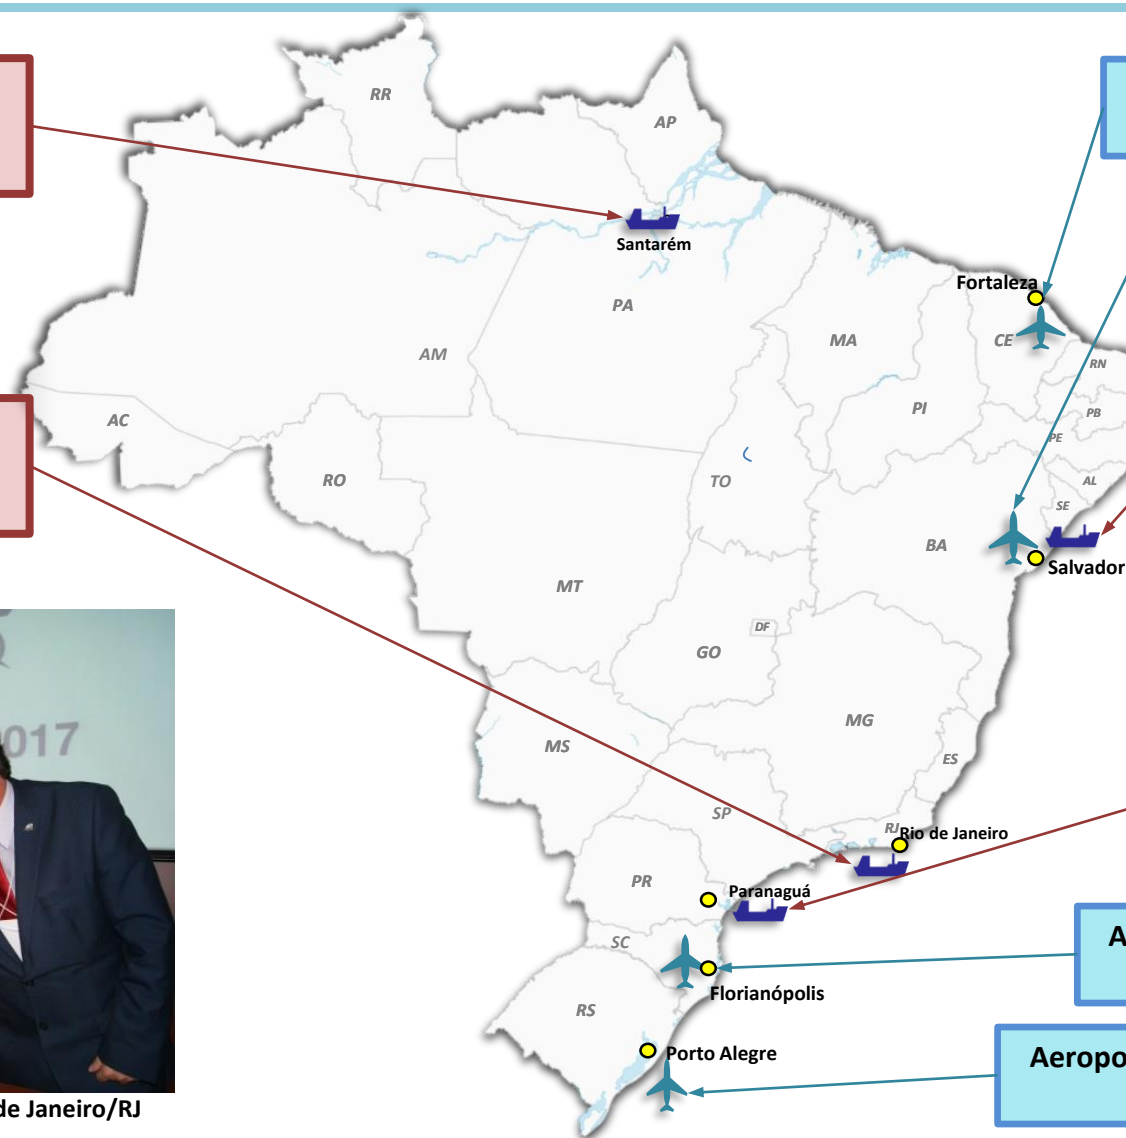 RR
AP
Santarém
Fortaleza
PA
CE
MA
AM
RN
PI
PB
AC
PE
TO
RO
AL
SE
BA
Salvador
MT
DF
GO
MG
017
MS
ES
SP
RJ
Rio de Janeiro
PR
Paranaguá
SC
A
Florianópolis
RS
Porto Alegre
Aeropo
de Janeiro/RJ